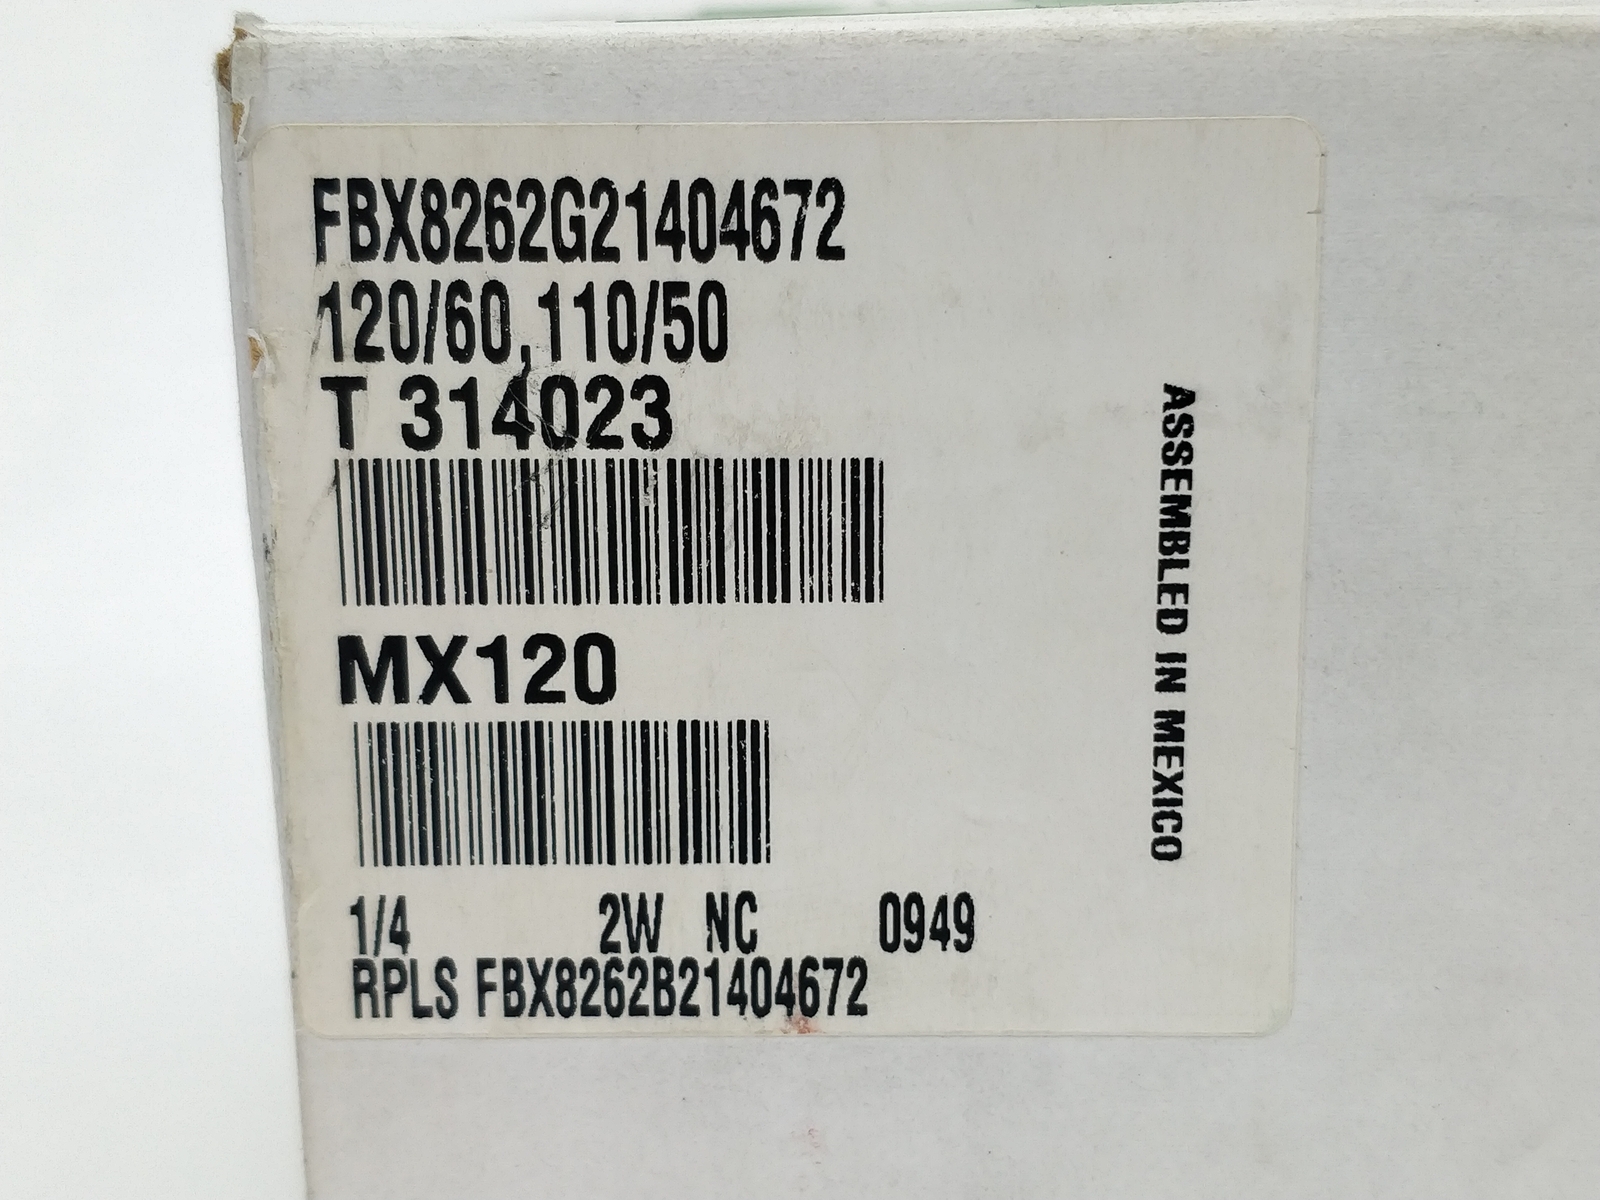 FBX8262G21404672
120/60,110/50
T 314023
MX120
1/4 2W NC 0949
RPLS FBX8262B21404672
ASSEMBLED IN MEXICO